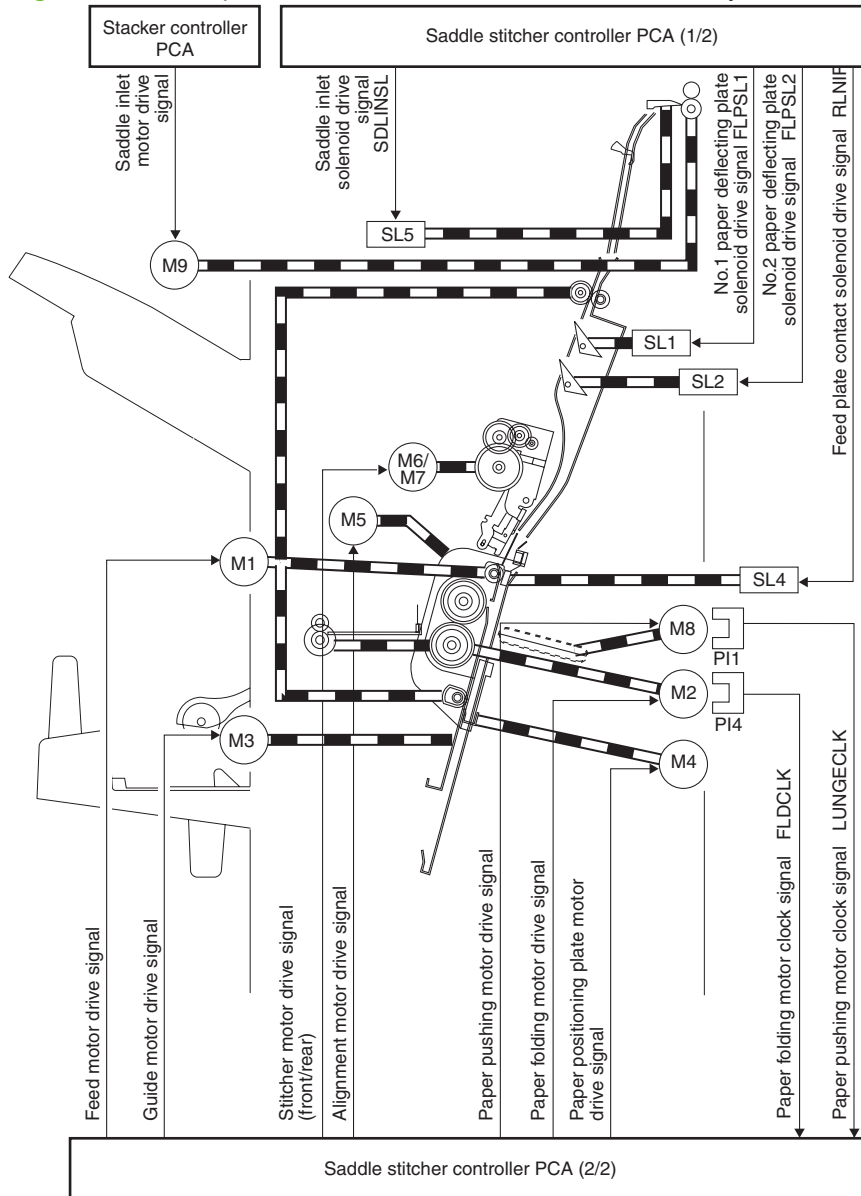 Stacker controller
PCA
Saddle stitcher controller PCA (1/2)
Saddle inlet
motor drive
signal
Saddle inlet
solenoid drive
signal
SDLINSL
No.1 paper deflecting plate
solenoid drive signal FLPSL1
No.2 paper deflecting plate
solenoid drive signal FLPSL2
Feed plate contact solenoid drive signal RLNIP
SL5
M9
SL1
SL2
M6/
M7
M5
M1
SL4
M8
PI1
M2
PI4
M3
M4
Feed motor drive signal
Guide motor drive signal
Stitcher motor drive signal
(front/rear)
Alignment motor drive signal
Paper pushing motor drive signal
Paper folding motor drive signal
Paper positioning plate motor
drive signal
Paper folding motor clock signal FLDCLK
Paper pushing motor clock signal LUNGECLK
Saddle stitcher controller PCA (2/2)